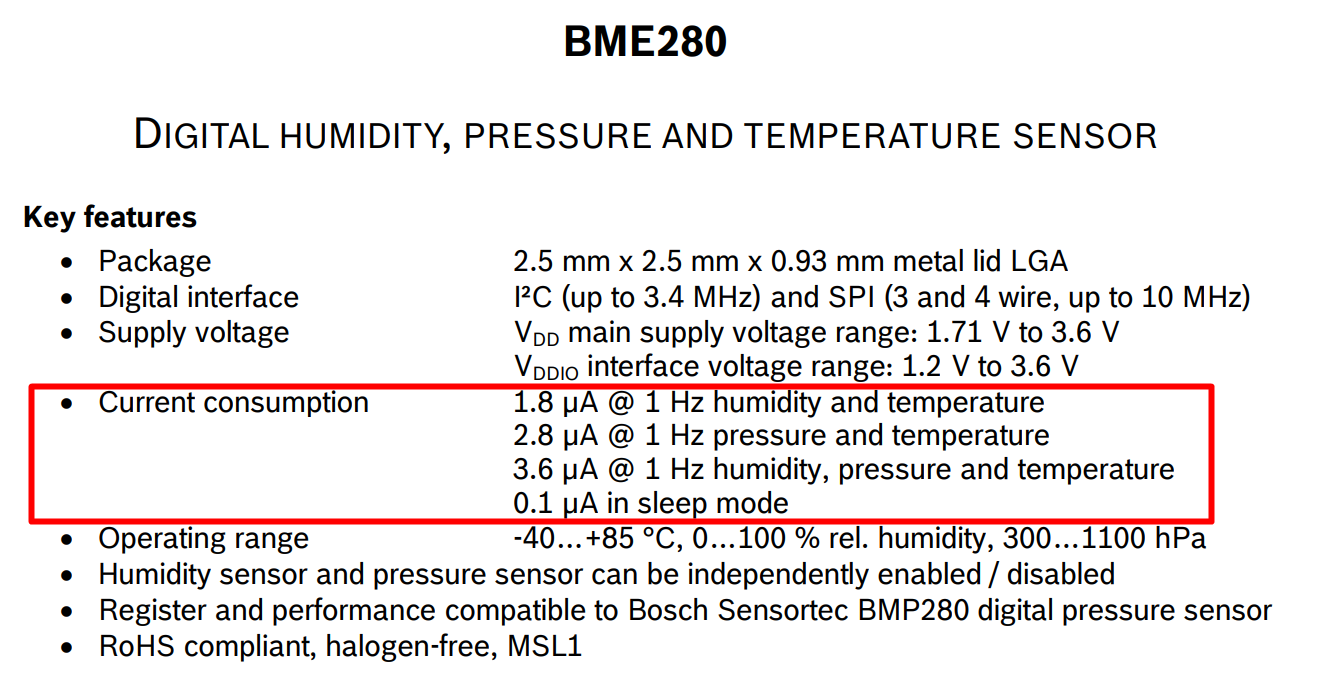 BME280
DIGITAL HUMIDITY, PRESSURE AND TEMPERATURE SENSOR
Key features
• Package 2.5 mm x 2.5 mm x 0.93 mm metal lid LGA
• Digital interface I²C (up to 3.4 MHz) and SPI (3 and 4 wire, up to 10 MHz)
• Supply voltage VDD main supply voltage range: 1.71 V to 3.6 V
VDDIO interface voltage range: 1.2 V to 3.6 V
• Current consumption 1.8 µA @ 1 Hz humidity and temperature
2.8 µA @ 1 Hz pressure and temperature
3.6 µA @ 1 Hz humidity, pressure and temperature
0.1 µA in sleep mode
• Operating range -40…+85 °C, 0…100 % rel. humidity, 300…1100 hPa
• Humidity sensor and pressure sensor can be independently enabled / disabled
• Register and performance compatible to Bosch Sensortec BMP280 digital pressure sensor
• RoHS compliant, halogen-free, MSL1